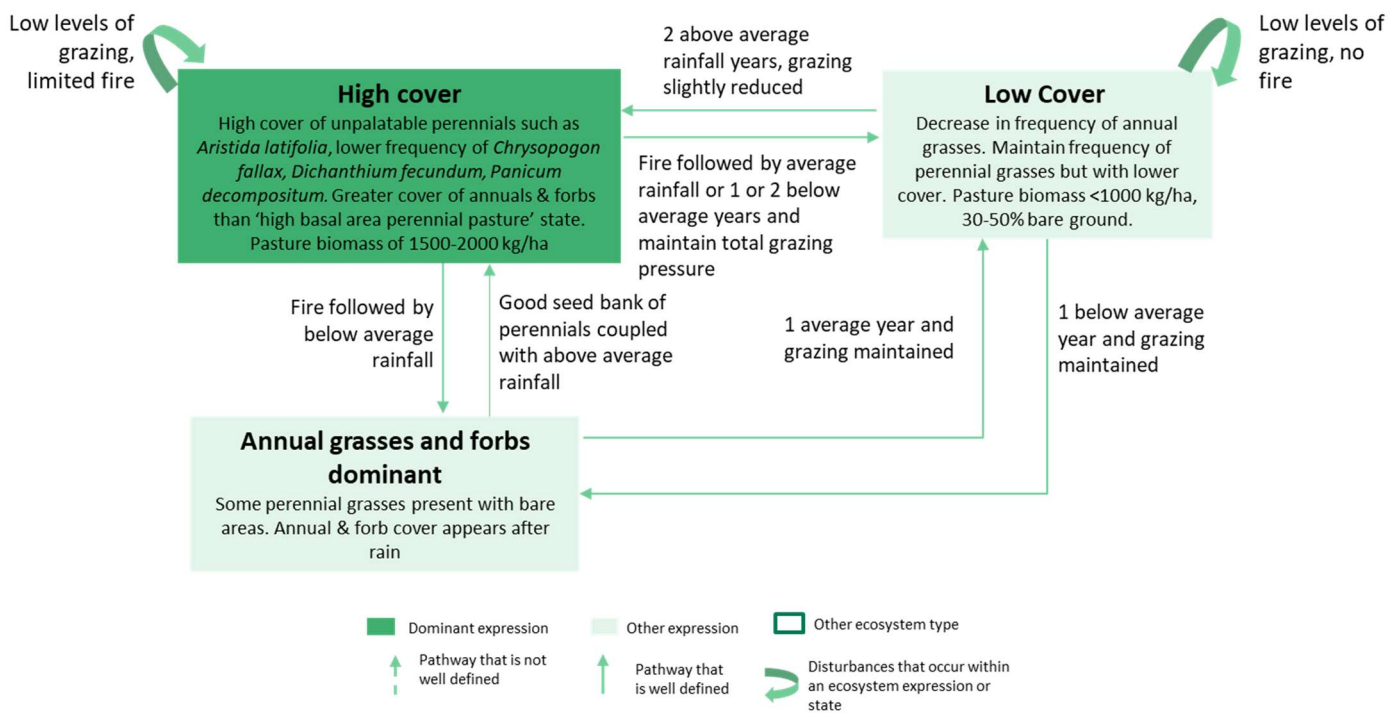 Low levels of
grazing,
limited fire
High cover
High cover of unpalatable perennials such as
Aristida latifolia, lower frequency of Chrysopogon
fallax, Dichanthium fecundum, Panicum
decompositum. Greater cover of annuals & forbs
than ‘high basal area perennial pasture’ state.
Pasture biomass of 1500-2000 kg/ha
2 above average
rainfall years, grazing
slightly reduced
Fire followed by average
rainfall or 1 or 2 below
average years and
maintain total grazing
pressure
Low Cover
Decrease in frequency of annual
grasses. Maintain frequency of
perennial grasses but with lower
cover. Pasture biomass <1000 kg/ha,
30-50% bare ground.
Low levels of
grazing, no
fire
Fire followed by
below average
rainfall
Good seed bank of
perennials coupled
with above average
rainfall
1 average year and
grazing maintained
1 below average
year and grazing
maintained
Annual grasses and forbs
dominant
Some perennial grasses present with bare
areas. Annual & forb cover appears after
rain
Dominant expression
Other expression
Other ecosystem type
Pathway that is not
well defined
Pathway that
is well defined
Disturbances that occur within
an ecosystem expression or
state